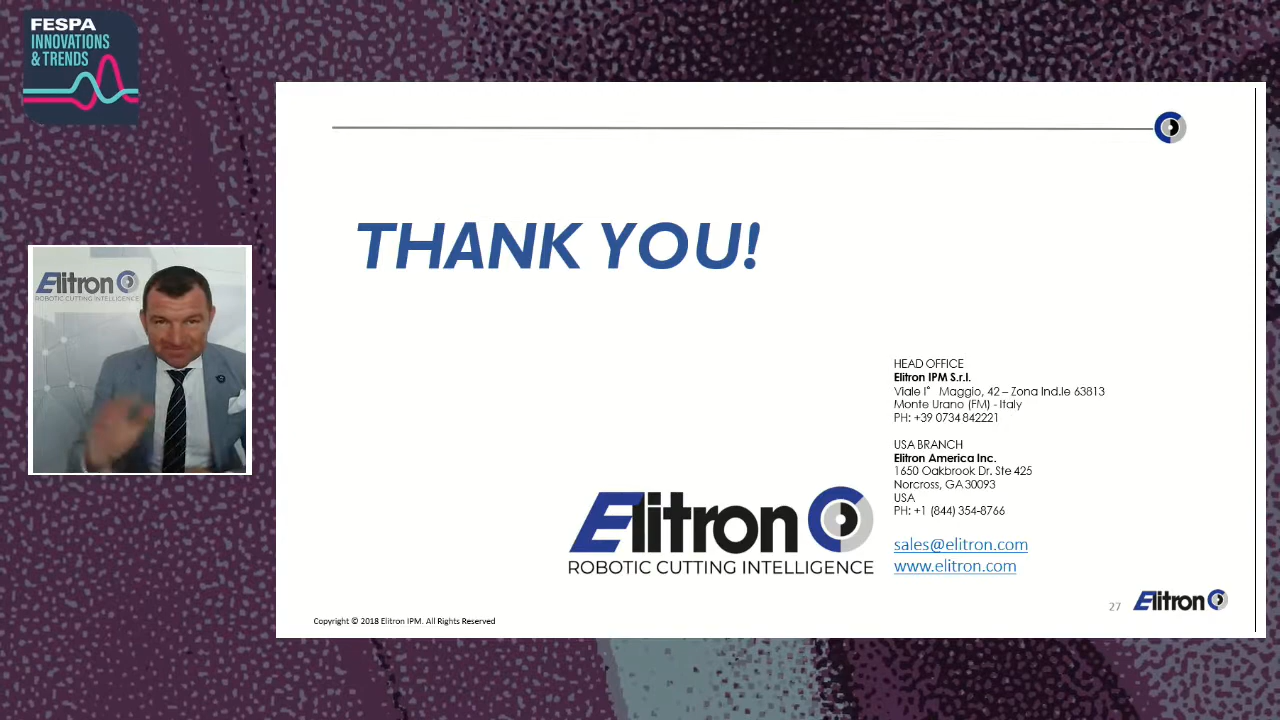 FESPA
INNOVATIONS
& TRENDS
Elitron
ROBOTIC CUTTING INTELLIGENCE
THANK YOU!
HEAD OFFICE
Elitron IPM S.r.l.
Viale I° Maggio, 42 – Zona Ind.le 63813
Monte Urano (FM) - Italy
PH: +39 0734 842221
USA BRANCH
Elitron America Inc.
1650 Oakbrook Dr. Ste 425
Norcross, GA 30093
USA
PH: +1 (844) 354-8766
sales@elitron.com
www.elitron.com
Elitron
ROBOTIC CUTTING INTELLIGENCE
27
Elitron
Copyright © 2018 Elitron IPM. All Rights Reserved